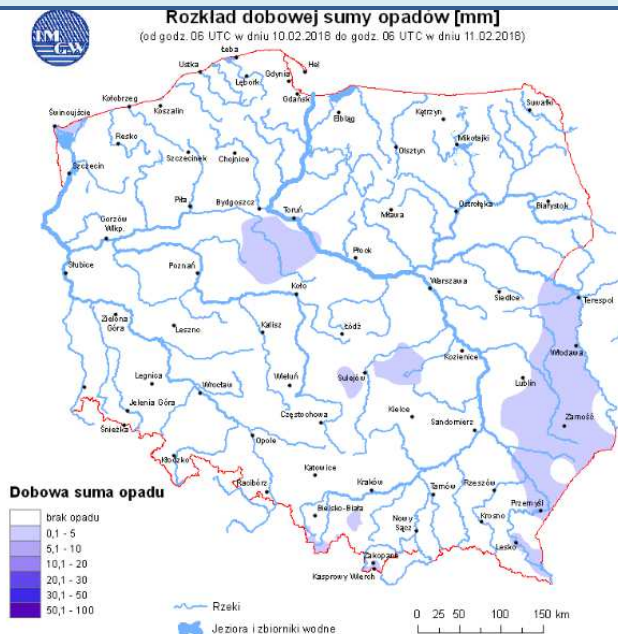 IM
GW
Rozkład dobowej sumy opadów [mm]
(od godz. 06 UTC w dniu 10.02.2018 do godz. 06 UTC w dniu 11.02.2018)
Łeba
Hel
Ustka
Gdynia
Lębork
Gdańsk
Kołobrzeg
Koszalin
Świnoujście
Elbląg
Kętrzyn
Suwałki
Resko
Mikołajki
Szczecinek
Chojnice
Olsztyn
Szczecin
Piła
Bydgoszcz
Toruń
Mława
Ostrołęka
Białystok
Gorzów
Wlkp.
Płock
Słubice
Poznań
Koło
Warszawa
Siedlce
Terespol
Zielona
Góra
Leszno
Kalisz
Łódź
Kozienice
Włodawa
Legnica
Wrocław
Wieluń
Sulejów
Lublin
Jelenia Góra
Częstochowa
Kielce
Sandomierz
Zamość
Śnieżka
Opole
Kłodzko
Katowice
Racibórz
Kraków
Tarnów
Rzeszów
Przemyśl
Bielsko-Biała
Nowy
Sącz
Krosno
Lesko
Zakopane
Kasprowy Wierch
Dobowa suma opadu
brak opadu
0,1 - 5
5,1 - 10
10,1 - 20
20,1 - 30
30,1 - 50
50,1 - 100
Rzeki
Jeziora i zbiorniki wodne
0 25 50 100 150 km